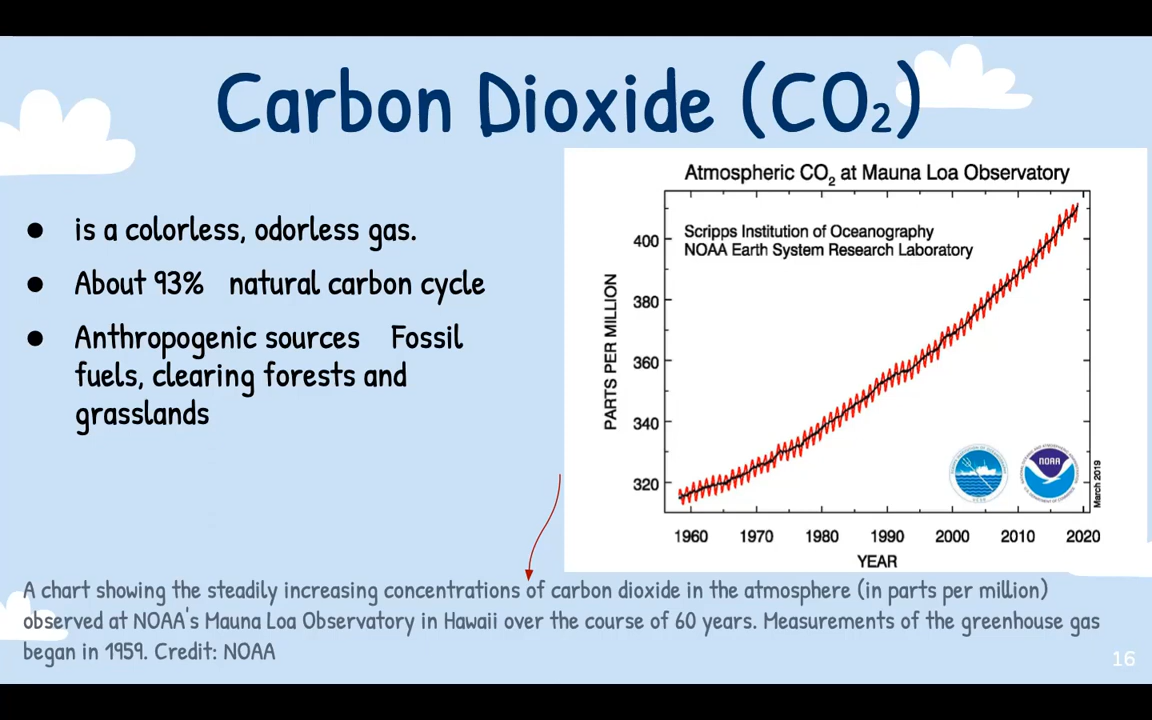 Carbon Dioxide (CO₂)
● is a colorless, odorless gas.
● About 93% natural carbon cycle
● Anthropogenic sources Fossil
fuels, clearing forests and
grasslands
Atmospheric CO₂ at Mauna Loa Observatory
Scripps Institution of Oceanography
NOAA Earth System Research Laboratory
PARTS PER MILLION
400
380
360
340
320
NOAA
March 2019
1960 1970 1980 1990 2000 2010 2020
YEAR
A chart showing the steadily increasing concentrations of carbon dioxide in the atmosphere (in parts per million)
observed at NOAA's Mauna Loa Observatory in Hawaii over the course of 60 years. Measurements of the greenhouse gas
began in 1959. Credit: NOAA
16